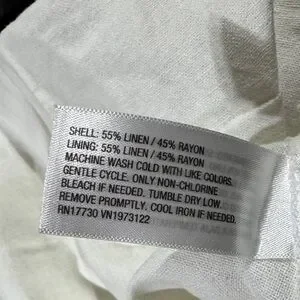 SHELL: 55% LINEN / 45% RAYON
LINING: 55% LINEN / 45% RAYON
MACHINE WASH COLD WITH LIKE COLORS.
GENTLE CYCLE. ONLY NON-CHLORINE
BLEACH IF NEEDED. TUMBLE DRY LOW.
REMOVE PROMPTLY. COOL IRON IF NEEDED.
RN17730 VN1973122